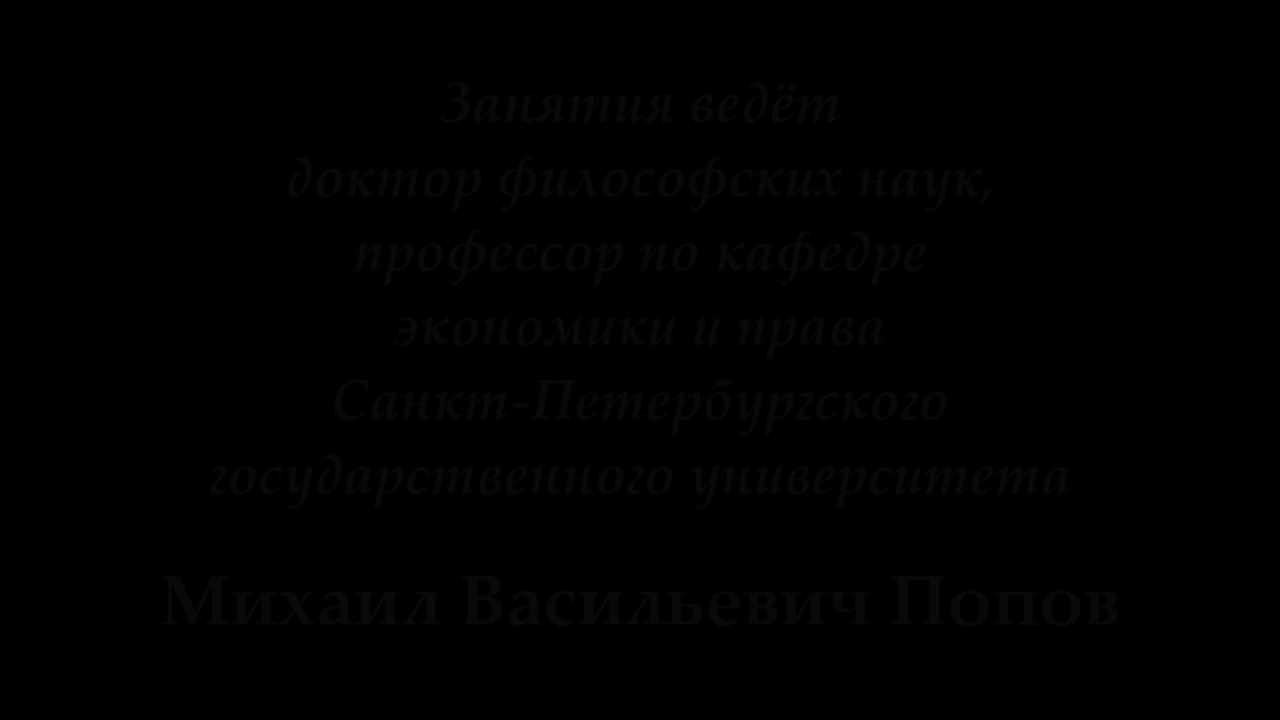 Занятия ведёт
доктор философских наук,
профессор по кафедре
экономики и права
Санкт-Петербургского
государственного университета
Михаил Васильевич Попов